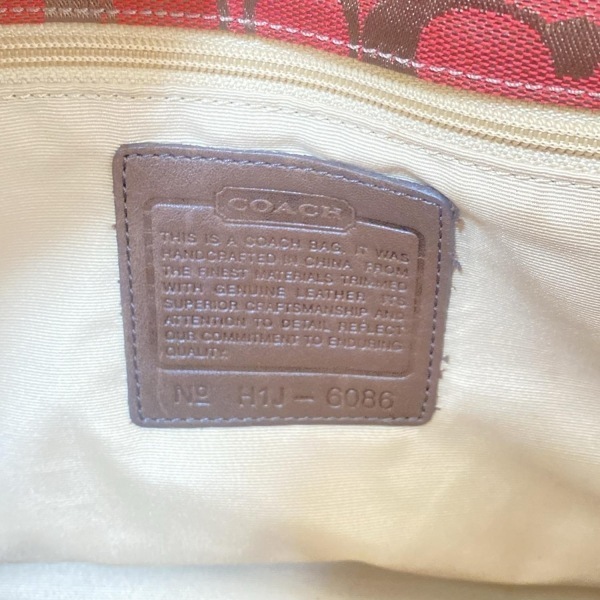 COACH
THIS IS A COACH BAG. IT WAS
HANDCRAFTED IN CHINA FROM
THE FINEST MATERIALS TRIMMED
WITH GENUINE LEATHER. ITS
SUPERIOR CRAFTSMANSHIP AND
ATTENTION TO DETAIL REFLECT
OUR COMMITMENT TO ENDURING
QUALITY.
Nº H1J - 6086